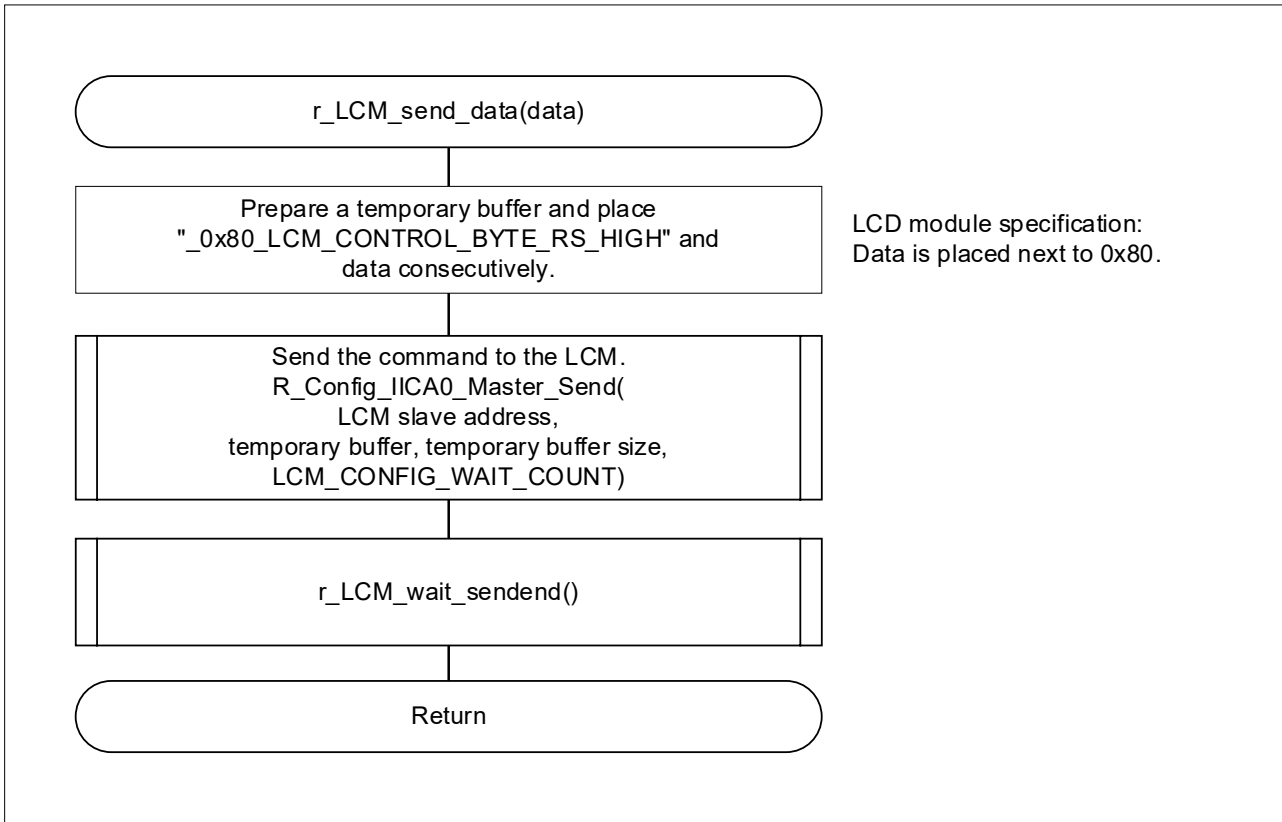 r_LCM_send_data(data)
Prepare a temporary buffer and place
"_0x80_LCM_CONTROL_BYTE_RS_HIGH" and
data consecutively.
LCD module specification:
Data is placed next to 0x80.
Send the command to the LCM.
R_Config_IICA0_Master_Send(
LCM slave address,
temporary buffer, temporary buffer size,
LCM_CONFIG_WAIT_COUNT)
r_LCM_wait_sendend()
Return